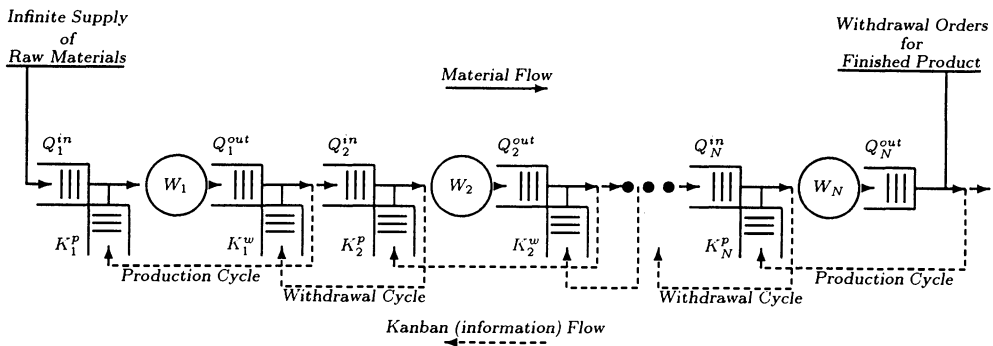 Infinite Supply
of
Raw Materials
Withdrawal Orders
for
Finished Product
Material Flow
Q_1^{in}
Q_1^{out}
Q_2^{in}
Q_2^{out}
Q_N^{in}
Q_N^{out}
W_1
W_2
W_N
K_1^p
K_1^w
K_2^p
K_2^w
K_N^p
Production Cycle
Withdrawal Cycle
Withdrawal Cycle
Production Cycle
Kanban (information) Flow